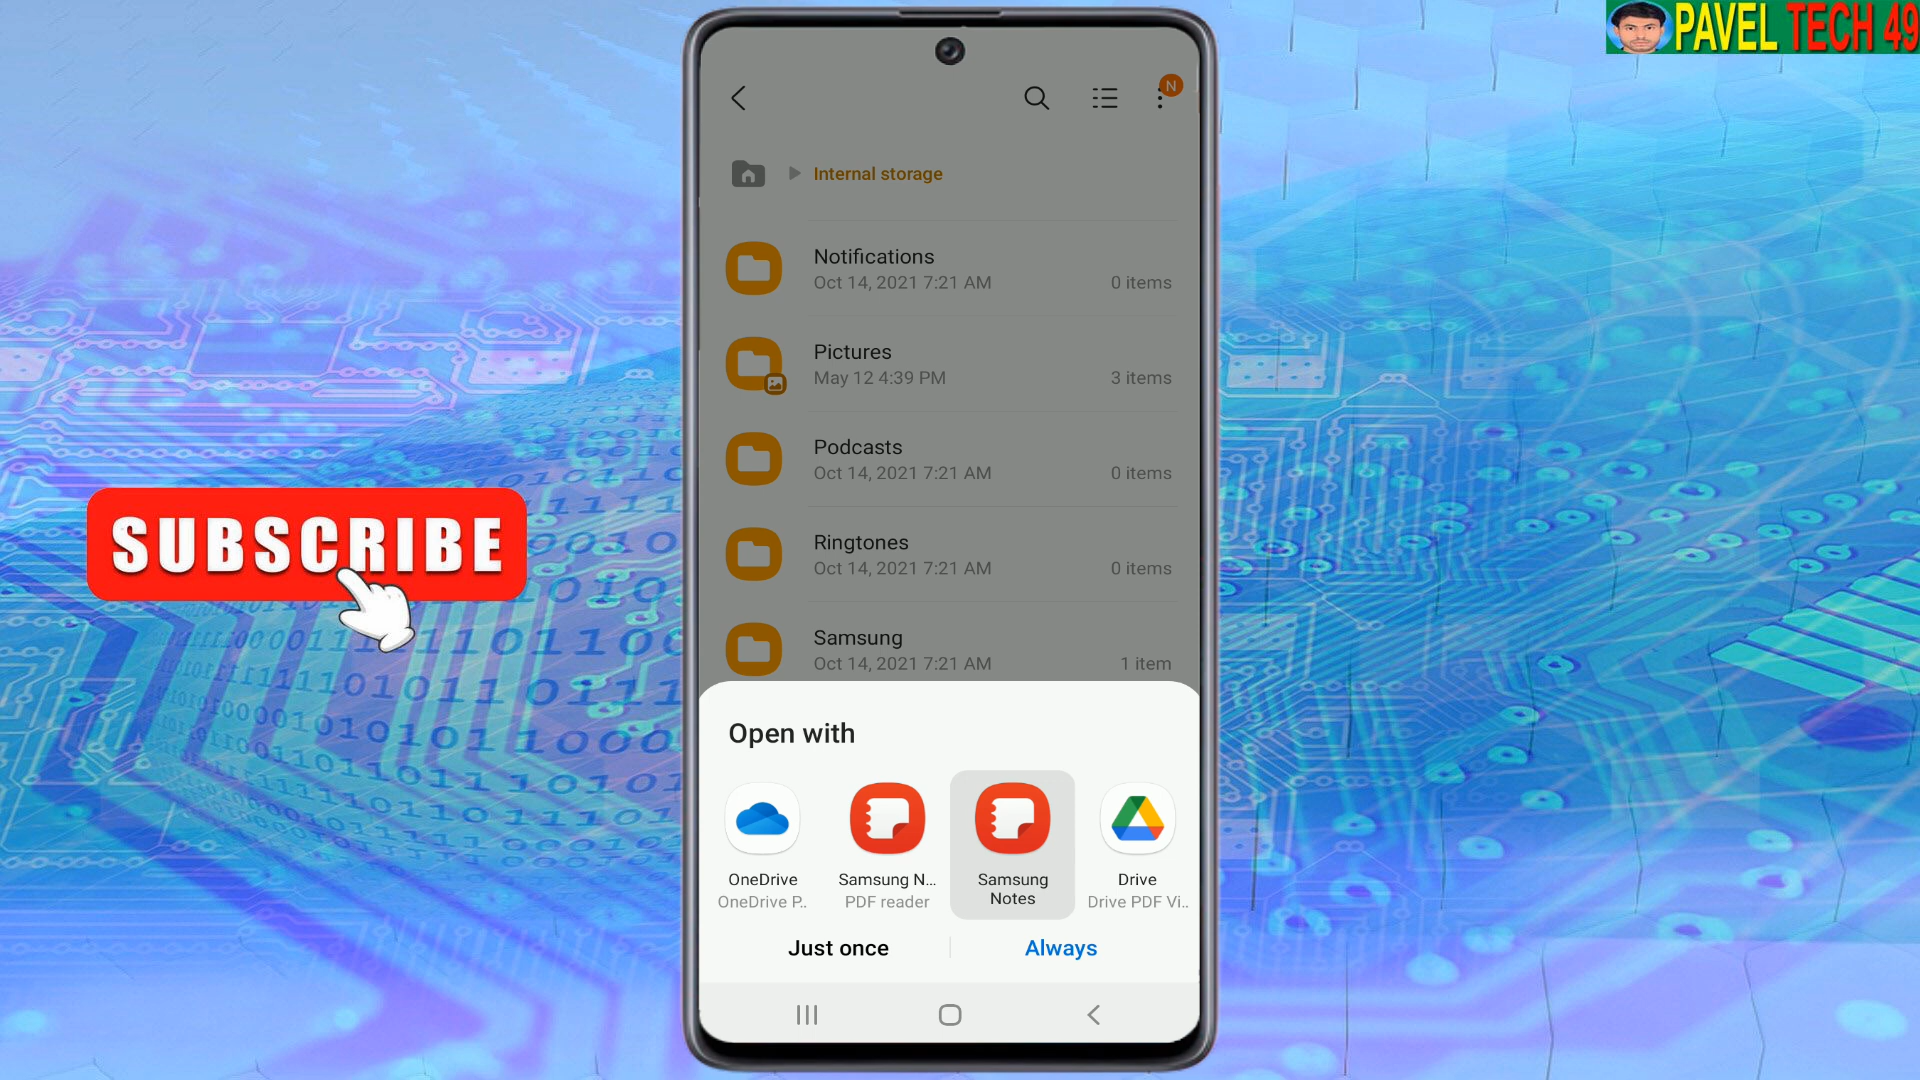 PAVEL TECH 49
N
Internal storage
Notifications
Oct 14, 2021 7:21 AM
0 items
Pictures
May 12 4:39 PM
3 items
Podcasts
Oct 14, 2021 7:21 AM
0 items
Ringtones
Oct 14, 2021 7:21 AM
0 items
Samsung
Oct 14, 2021 7:21 AM
1 item
SUBSCRIBE
Open with
OneDrive
OneDrive P..
Samsung N...
PDF reader
Samsung
Notes
Drive
Drive PDF Vi..
Just once
Always